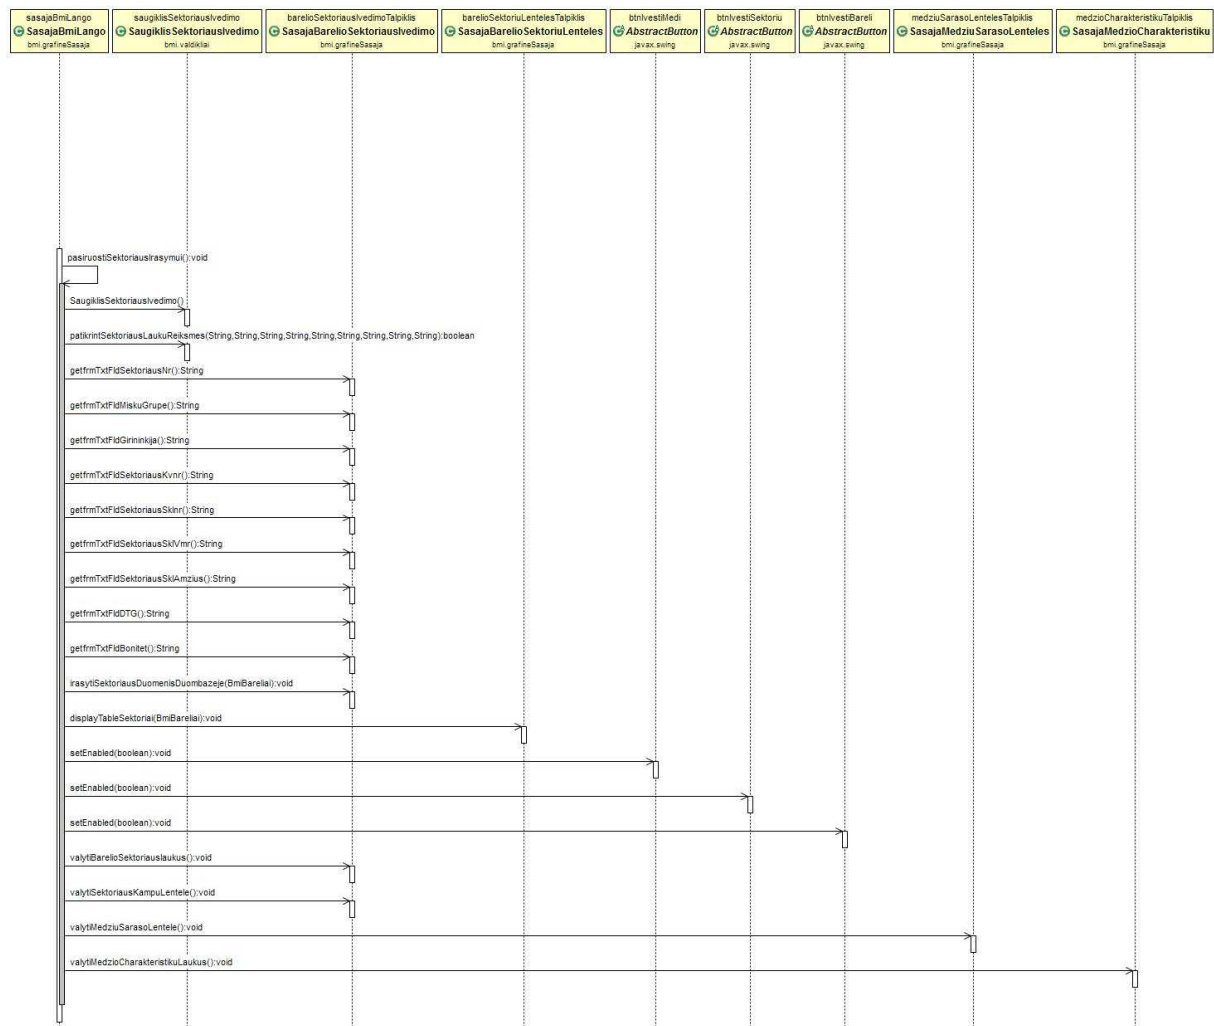 sasajaBmiLango
SasajaBmiLango
bmi.grafineSasaja
saugiklisSektoriausIvedimo
SaugiklisSektoriausIvedimo
bmi.valdikliai
barelioSektoriausIvedimoTalpiklis
SasajaBarelioSektoriausIvedimo
bmi.grafineSasaja
barelioSektoriuLentelesTalpiklis
SasajaBarelioSektoriuLenteles
bmi.grafineSasaja
btnIvestiMedi
AbstractButton
javax.swing
btnIvestiSektoriu
AbstractButton
javax.swing
btnIvestiBareli
AbstractButton
javax.swing
medziuSarasoLentelesTalpiklis
SasajaMedziuSarasoLenteles
bmi.grafineSasaja
medzioCharakteristikuTalpiklis
SasajaMedzioCharakteristiku
bmi.grafineSasaja
pasiruostiSektoriausIrasymui():void
SaugiklisSektoriausIvedimo()
patikrintSektoriausLaukuReiksmes(String,String,String,String,String,String,String,String,String):boolean
getfrmTxtFldSektoriausNr():String
getfrmTxtFldMiskuGrupe():String
getfrmTxtFldGirininkija():String
getfrmTxtFldSektoriausKvnr():String
getfrmTxtFldSektoriausSklnr():String
getfrmTxtFldSektoriausSklVmr():String
getfrmTxtFldSektoriausSklAmzius():String
getfrmTxtFldDTG():String
getfrmTxtFldBonitet():String
irasytiSektoriausDuomenisDuombazeje(BmiBareliai):void
displayTableSektoriai(BmiBareliai):void
setEnabled(boolean):void
setEnabled(boolean):void
setEnabled(boolean):void
valytiBarelioSektoriauslaukus():void
valytiSektoriausKampuLentele():void
valytiMedziuSarasoLentele():void
valytiMedzioCharakteristikuLaukus():void